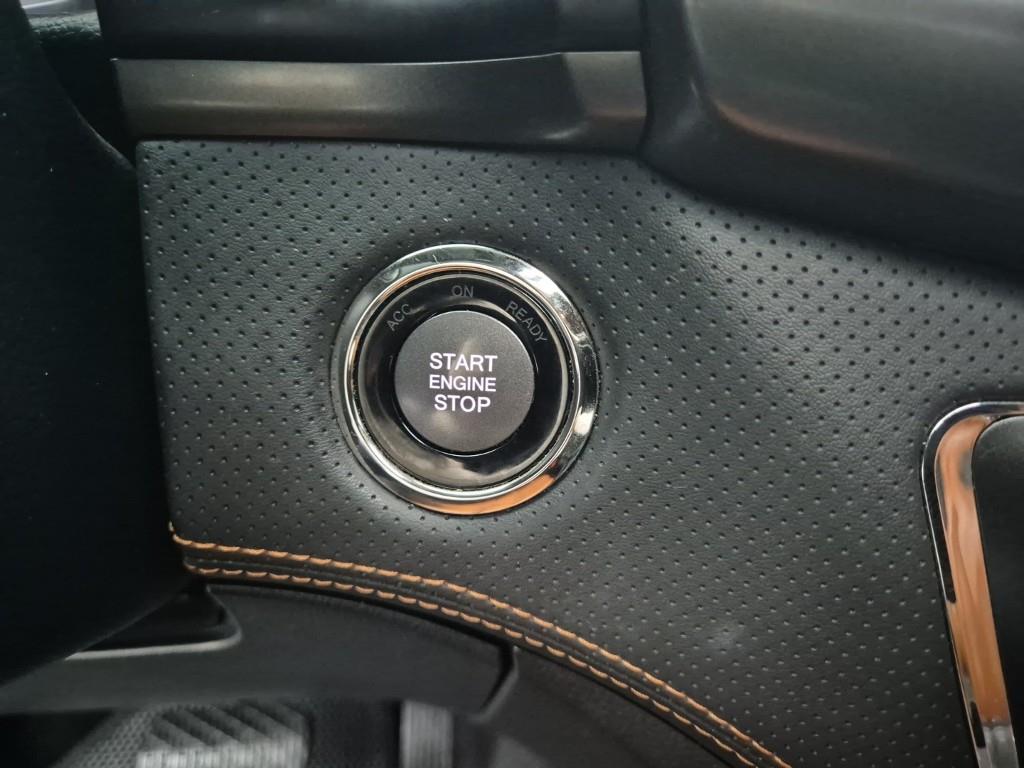 ACC
ON
READY
START
ENGINE
STOP